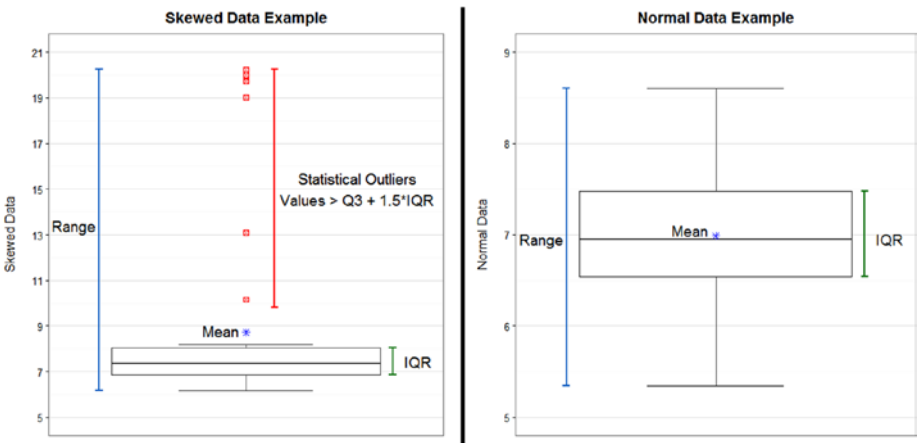 Skewed Data Example
21
19
17
15
13
11
9
7
5
Skewed Data
Range
Statistical Outliers
Values > Q3 + 1.5*IQR
Mean
IQR
Normal Data Example
9
8
7
6
5
Normal Data
Range
Mean
IQR